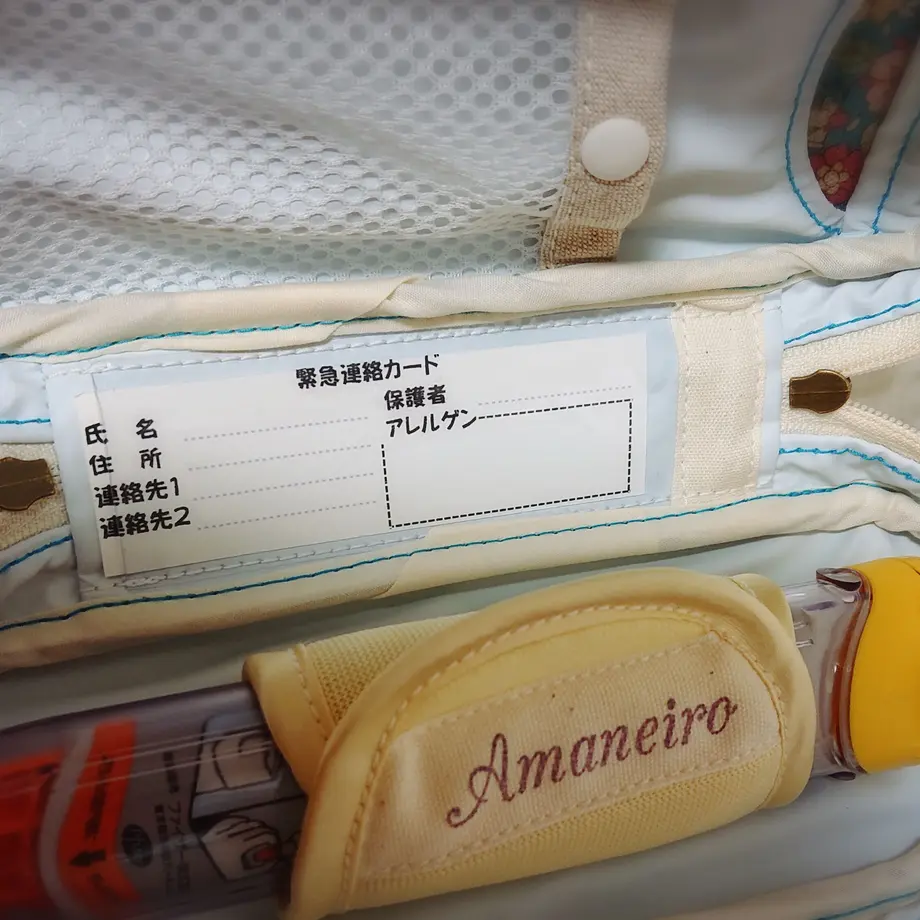 緊急連絡カード
氏 名
住 所
連絡先1
連絡先2
保護者
アレルゲン
Amaneiro